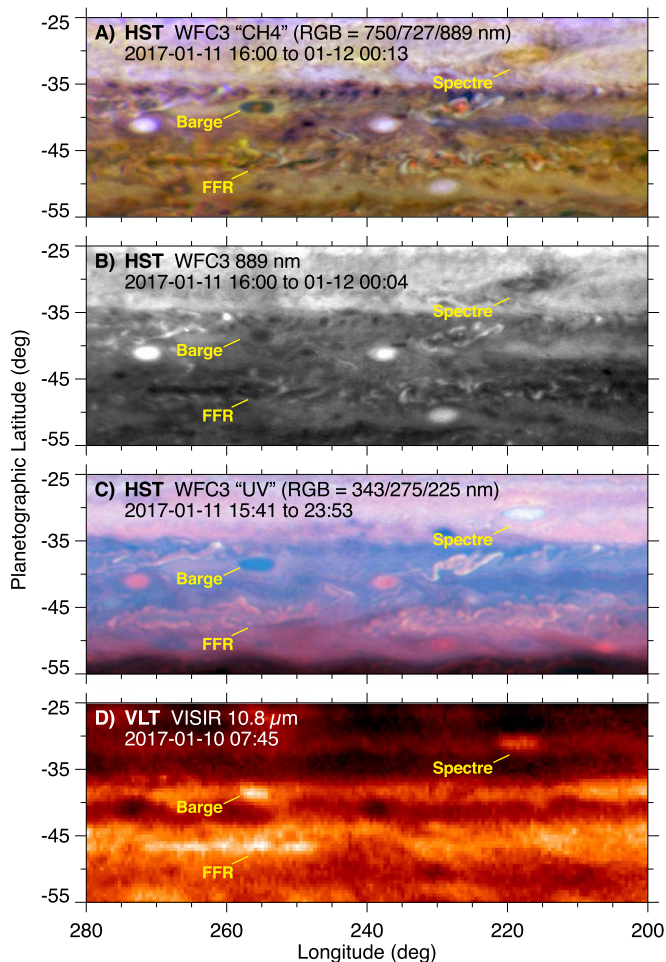 A) HST WFC3 “CH4” (RGB = 750/727/889 nm)
2017-01-11 16:00 to 01-12 00:13
Spectre
Barge
FFR
-25
-35
-45
-55
B) HST WFC3 889 nm
2017-01-11 16:00 to 01-12 00:04
Spectre
Barge
FFR
-25
-35
-45
-55
Planetographic Latitude (deg)
C) HST WFC3 “UV” (RGB = 343/275/225 nm)
2017-01-11 15:41 to 23:53
Spectre
Barge
FFR
-25
-35
-45
-55
D) VLT VISIR 10.8 µm
2017-01-10 07:45
Spectre
Barge
FFR
-25
-35
-45
-55
280 260 240 220 200
Longitude (deg)